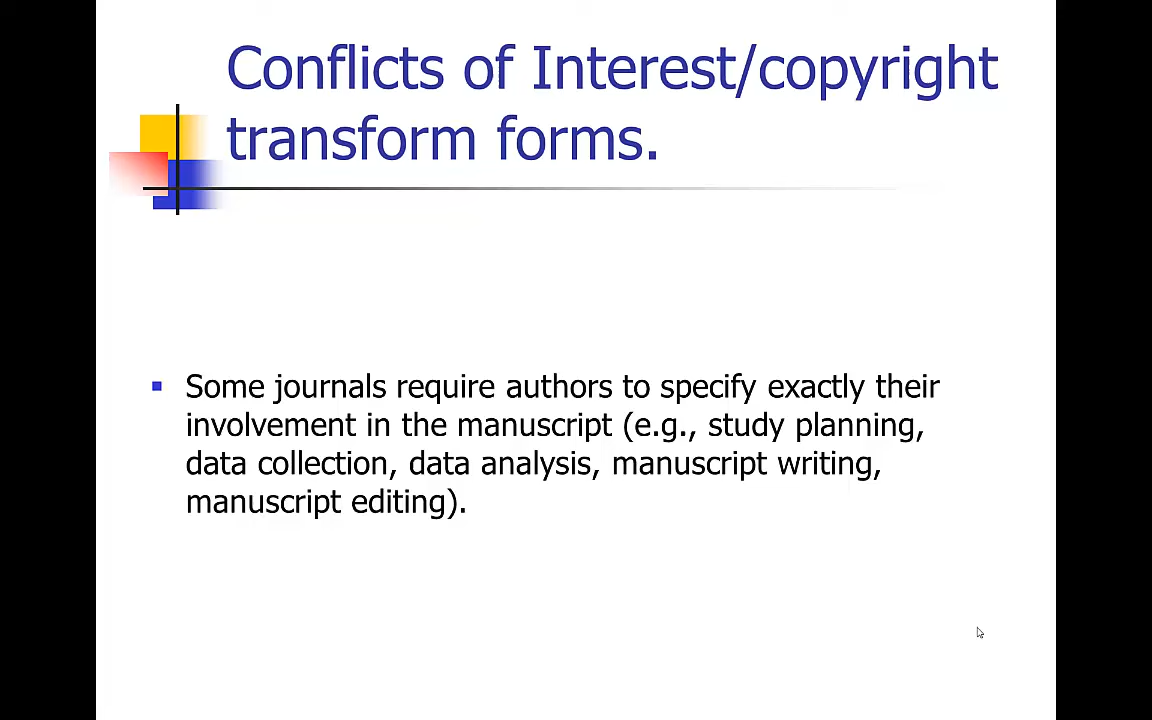 Conflicts of Interest/copyright
transform forms.
Some journals require authors to specify exactly their
involvement in the manuscript (e.g., study planning,
data collection, data analysis, manuscript writing,
manuscript editing).